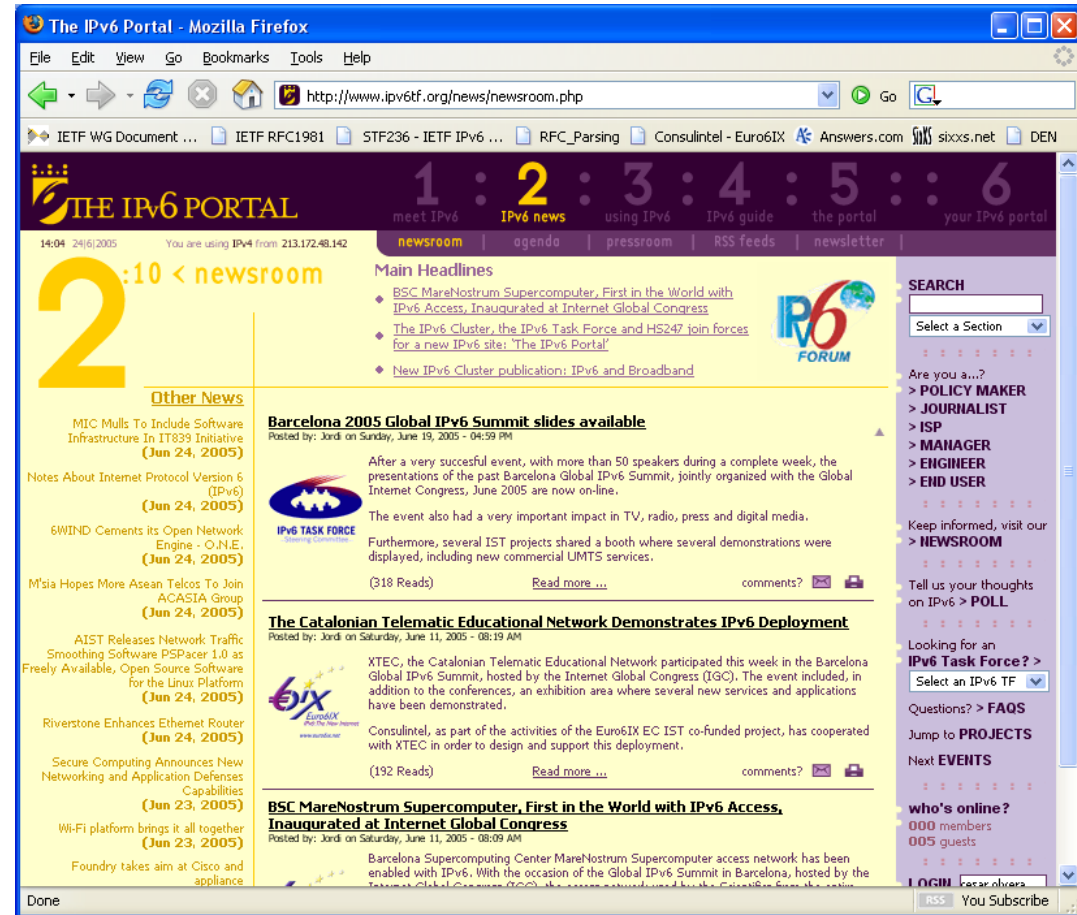 The IPv6 Portal - Mozilla Firefox
File Edit View Go Bookmarks Tools Help
http://www.ipv6tf.org/news/newsroom.php
Go
G
IETF WG Document ...
IETF RFC1981
STF236 - IETF IPv6 ...
RFC_Parsing
Consulintel - Euro6IX
Answers.com
sixxs.net
DEN
THE IPv6 PORTAL
1 : 2 : 3 : 4 : 5 : : 6
meet IPv6
IPv6 news
using IPv6
IPv6 guide
the portal
your IPv6 portal
14:04 24|6|2005 You are using IPv4 from 213.172.48.142
newsroom | agenda | pressroom | RSS feeds | newsletter |
2:10 < newsroom
Main Headlines
BSC MareNostrum Supercomputer, First in the World with
IPv6 Access, Inaugurated at Internet Global Congress
The IPv6 Cluster, the IPv6 Task Force and HS247 join forces
for a new IPv6 site: 'The IPv6 Portal'
New IPv6 Cluster publication: IPv6 and Broadband
IPv6
FORUM
Other News
MIC Mulls To Include Software
Infrastructure In IT839 Initiative
(Jun 24, 2005)
Notes About Internet Protocol Version 6
(IPv6)
(Jun 24, 2005)
6WIND Cements its Open Network
Engine - O.N.E.
(Jun 24, 2005)
M'sia Hopes More Asean Telcos To Join
ACASIA Group
(Jun 24, 2005)
AIST Releases Network Traffic
Smoothing Software PSPacer 1.0 as
Freely Available, Open Source Software
for the Linux Platform
(Jun 24, 2005)
Riverstone Enhances Ethernet Router
(Jun 24, 2005)
Secure Computing Announces New
Networking and Application Defenses
Capabilities
(Jun 23, 2005)
Wi-Fi platform brings it all together
(Jun 23, 2005)
Foundry takes aim at Cisco and
appliance
Barcelona 2005 Global IPv6 Summit slides available
Posted by: Jordi on Sunday, June 19, 2005 - 04:59 PM
IPv6 TASK FORCE
Steering Committee
After a very succesful event, with more than 50 speakers during a complete week, the
presentations of the past Barcelona Global IPv6 Summit, jointly organized with the Global
Internet Congress, June 2005 are now on-line.
The event also had a very important impact in TV, radio, press and digital media.
Furthermore, several IST projects shared a booth where several demonstrations were
displayed, including new commercial UMTS services.
(318 Reads) Read more ... comments?
The Catalonian Telematic Educational Network Demonstrates IPv6 Deployment
Posted by: Jordi on Saturday, June 11, 2005 - 08:19 AM
6IX
Euro6IX
XTEC, the Catalonian Telematic Educational Network participated this week in the Barcelona
Global IPv6 Summit, hosted by the Internet Global Congress (IGC). The event included, in
addition to the conferences, an exhibition area where several new services and applications
have been demonstrated.
Consulintel, as part of the activities of the Euro6IX EC IST co-funded project, has cooperated
with XTEC in order to design and support this deployment.
(192 Reads) Read more ... comments?
BSC MareNostrum Supercomputer, First in the World with IPv6 Access,
Inaugurated at Internet Global Congress
Posted by: Jordi on Saturday, June 11, 2005 - 08:09 AM
Barcelona Supercomputing Center MareNostrum Supercomputer access network has been
enabled with IPv6. With the occasion of the Global IPv6 Summit in Barcelona, hosted by the
SEARCH
Select a Section
Are you a...?
> POLICY MAKER
> JOURNALIST
> ISP
> MANAGER
> ENGINEER
> END USER
Keep informed, visit our
> NEWSROOM
Tell us your thoughts
on IPv6 > POLL
Looking for an
IPv6 Task Force? >
Select an IPv6 TF
Questions? > FAQS
Jump to PROJECTS
Next EVENTS
who's online?
000 members
005 guests
LOGIN cesar olvera
Done
RSS You Subscribe